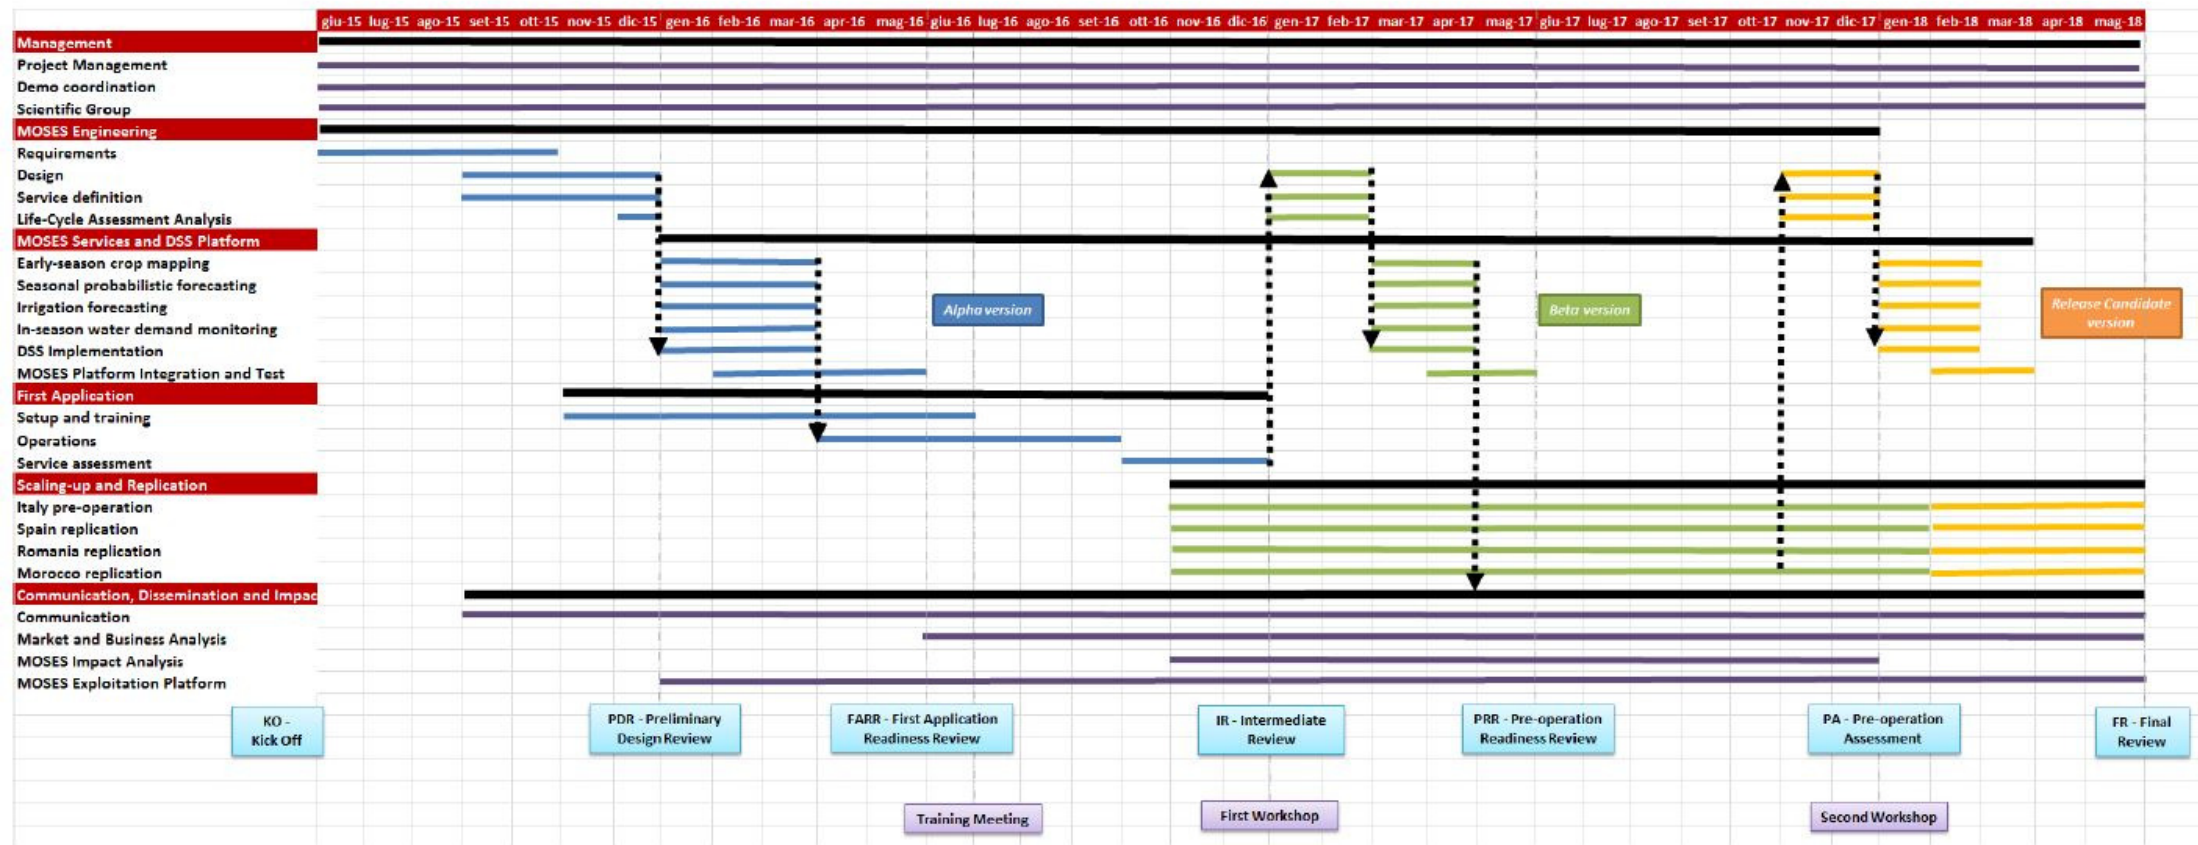 giu-15 lug-15 ago-15 set-15 ott-15 nov-15 dic-15 gen-16 feb-16 mar-16 apr-16 mag-16 giu-16 lug-16 ago-16 set-16 ott-16 nov-16 dic-16 gen-17 feb-17 mar-17 apr-17 mag-17 giu-17 lug-17 ago-17 set-17 ott-17 nov-17 dic-17 gen-18 feb-18 mar-18 apr-18 mag-18
Management
Project Management
Demo coordination
Scientific Group
MOSES Engineering
Requirements
Design
Service definition
Life-Cycle Assessment Analysis
MOSES Services and DSS Platform
Early-season crop mapping
Seasonal probabilistic forecasting
Irrigation forecasting
In-season water demand monitoring
DSS Implementation
MOSES Platform Integration and Test
Alpha version
Beta version
Release Candidate
version
First Application
Setup and training
Operations
Service assessment
Scaling-up and Replication
Italy pre-operation
Spain replication
Romania replication
Morocco replication
Communication, Dissemination and Impac
Communication
Market and Business Analysis
MOSES Impact Analysis
MOSES Exploitation Platform
KO -
Kick Off
PDR - Preliminary
Design Review
FARR - First Application
Readiness Review
IR - Intermediate
Review
PRR - Pre-operation
Readiness Review
PA - Pre-operation
Assessment
FR - Final
Review
Training Meeting
First Workshop
Second Workshop